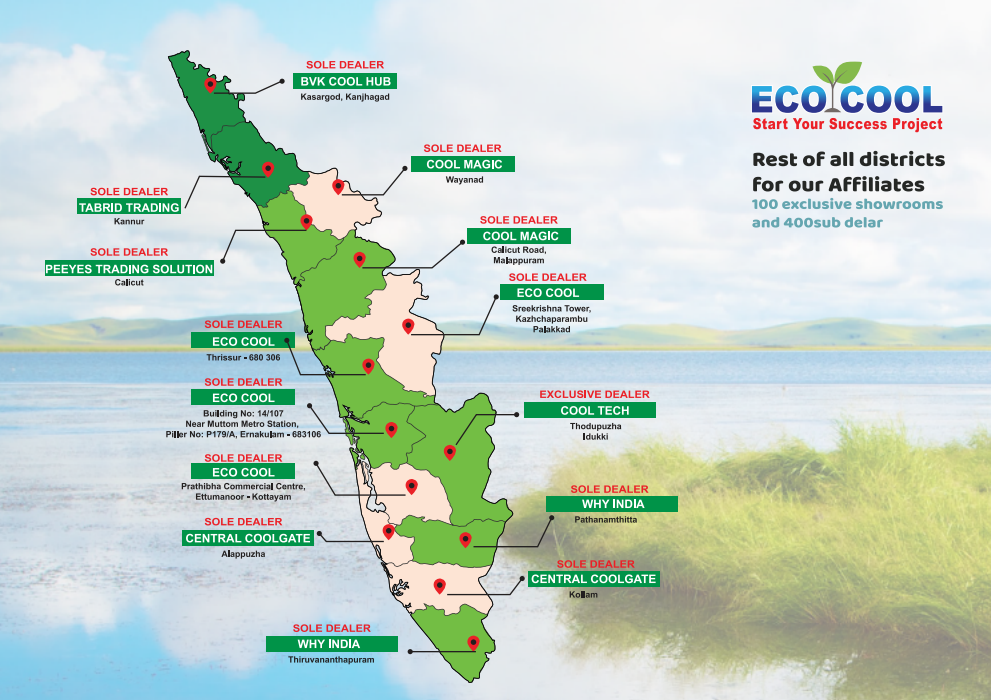 SOLE DEALER
BVK COOL HUB
Kasargod, Kanjhagad
ECO COOL
Start Your Success Project
Rest of all districts
for our Affiliates
100 exclusive showrooms
and 400sub delar
SOLE DEALER
COOL MAGIC
Wayanad
SOLE DEALER
TABRID TRADING
Kannur
SOLE DEALER
COOL MAGIC
Calicut Road,
Malappuram
SOLE DEALER
PEEYES TRADING SOLUTION
Calicut
SOLE DEALER
ECO COOL
Sreekrishna Tower,
Kazhchaparambu
Palakkad
SOLE DEALER
ECO COOL
Thrissur - 680 306
SOLE DEALER
ECO COOL
Building No: 14/107
Near Muttom Metro Station,
Piller No: P179/A, Ernakulam - 683106
EXCLUSIVE DEALER
COOL TECH
Thodupuzha
Idukki
SOLE DEALER
ECO COOL
Prathibha Commercial Centre,
Ettumanoor - Kottayam
SOLE DEALER
WHY INDIA
Pathanamthitta
SOLE DEALER
CENTRAL COOLGATE
Alappuzha
SOLE DEALER
CENTRAL COOLGATE
Kollam
SOLE DEALER
WHY INDIA
Thiruvananthapuram